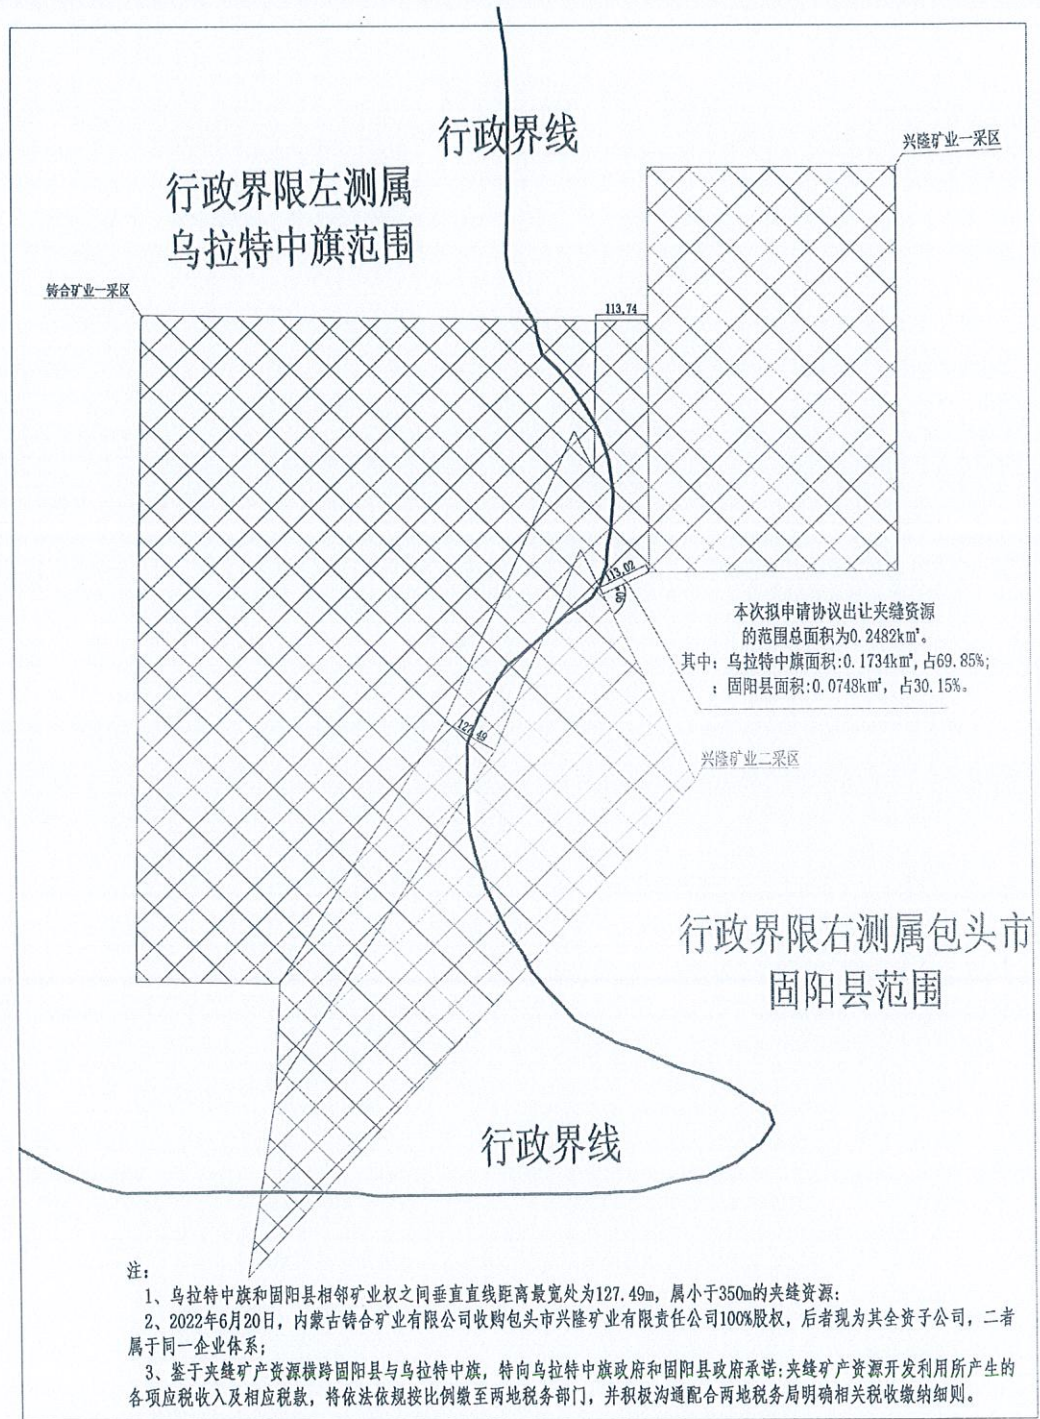 行政界线
兴隆矿业一采区
行政界限左测属
乌拉特中旗范围
铸合矿业一采区
113.74
113.02
本次拟申请协议出让夹缝资源
的范围总面积为0.2482km²。
其中：乌拉特中旗面积:0.1734km²,占69.85%;
：固阳县面积:0.0748km²，占30.15%。
127.49
兴隆矿业二采区
行政界限右测属包头市
固阳县范围
行政界线
注：
1、乌拉特中旗和固阳县相邻矿业权之间垂直直线距离最宽处为127.49m，属小于350m的夹缝资源;
2、2022年6月20日，内蒙古铸合矿业有限公司收购包头市兴隆矿业有限责任公司100%股权，后者现为其全资子公司，二者
属于同一企业体系;
3、鉴于夹缝矿产资源横跨固阳县与乌拉特中旗，特向乌拉特中旗政府和固阳县政府承诺:夹缝矿产资源开发利用所产生的
各项应税收入及相应税款，将依法依规按比例缴至两地税务部门，并积极沟通配合两地税务局明确相关税收缴纳细则。